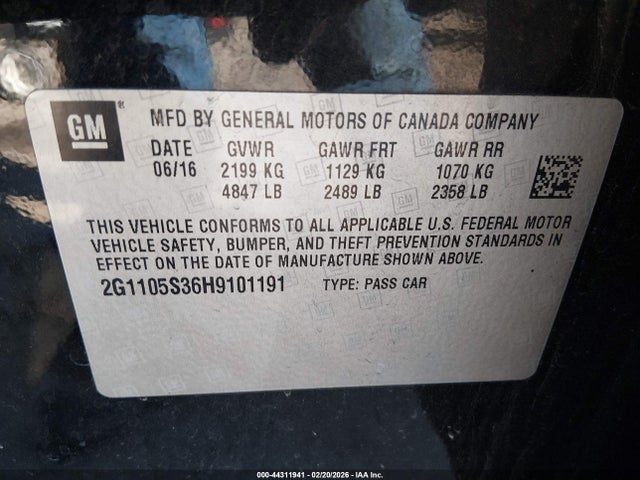 GM
MFD BY GENERAL MOTORS OF CANADA COMPANY
DATE GVWR GAWR FRT GAWR RR
06/16 2199 KG 1129 KG 1070 KG
4847 LB 2489 LB 2358 LB
THIS VEHICLE CONFORMS TO ALL APPLICABLE U.S. FEDERAL MOTOR
VEHICLE SAFETY, BUMPER, AND THEFT PREVENTION STANDARDS IN
EFFECT ON THE DATE OF MANUFACTURE SHOWN ABOVE.
2G1105S36H9101191 TYPE: PASS CAR
000-44311941 - 02/20/2026 - IAA Inc.